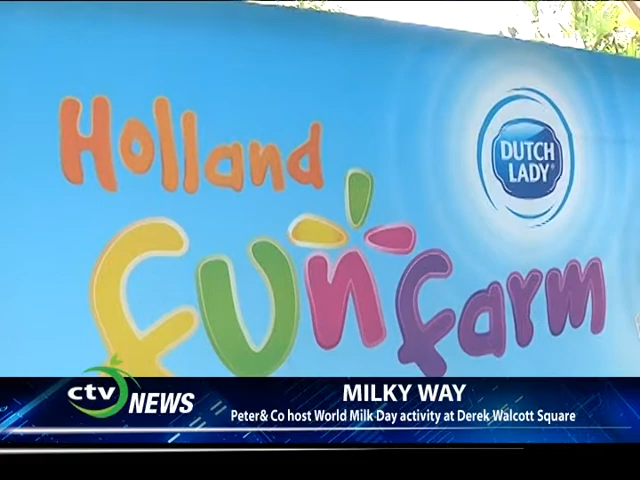 Holland
DUTCH
LADY®
fun farm
ctv NEWS
MILKY WAY
Peter& Co host World Milk Day activity at Derek Walcott Square